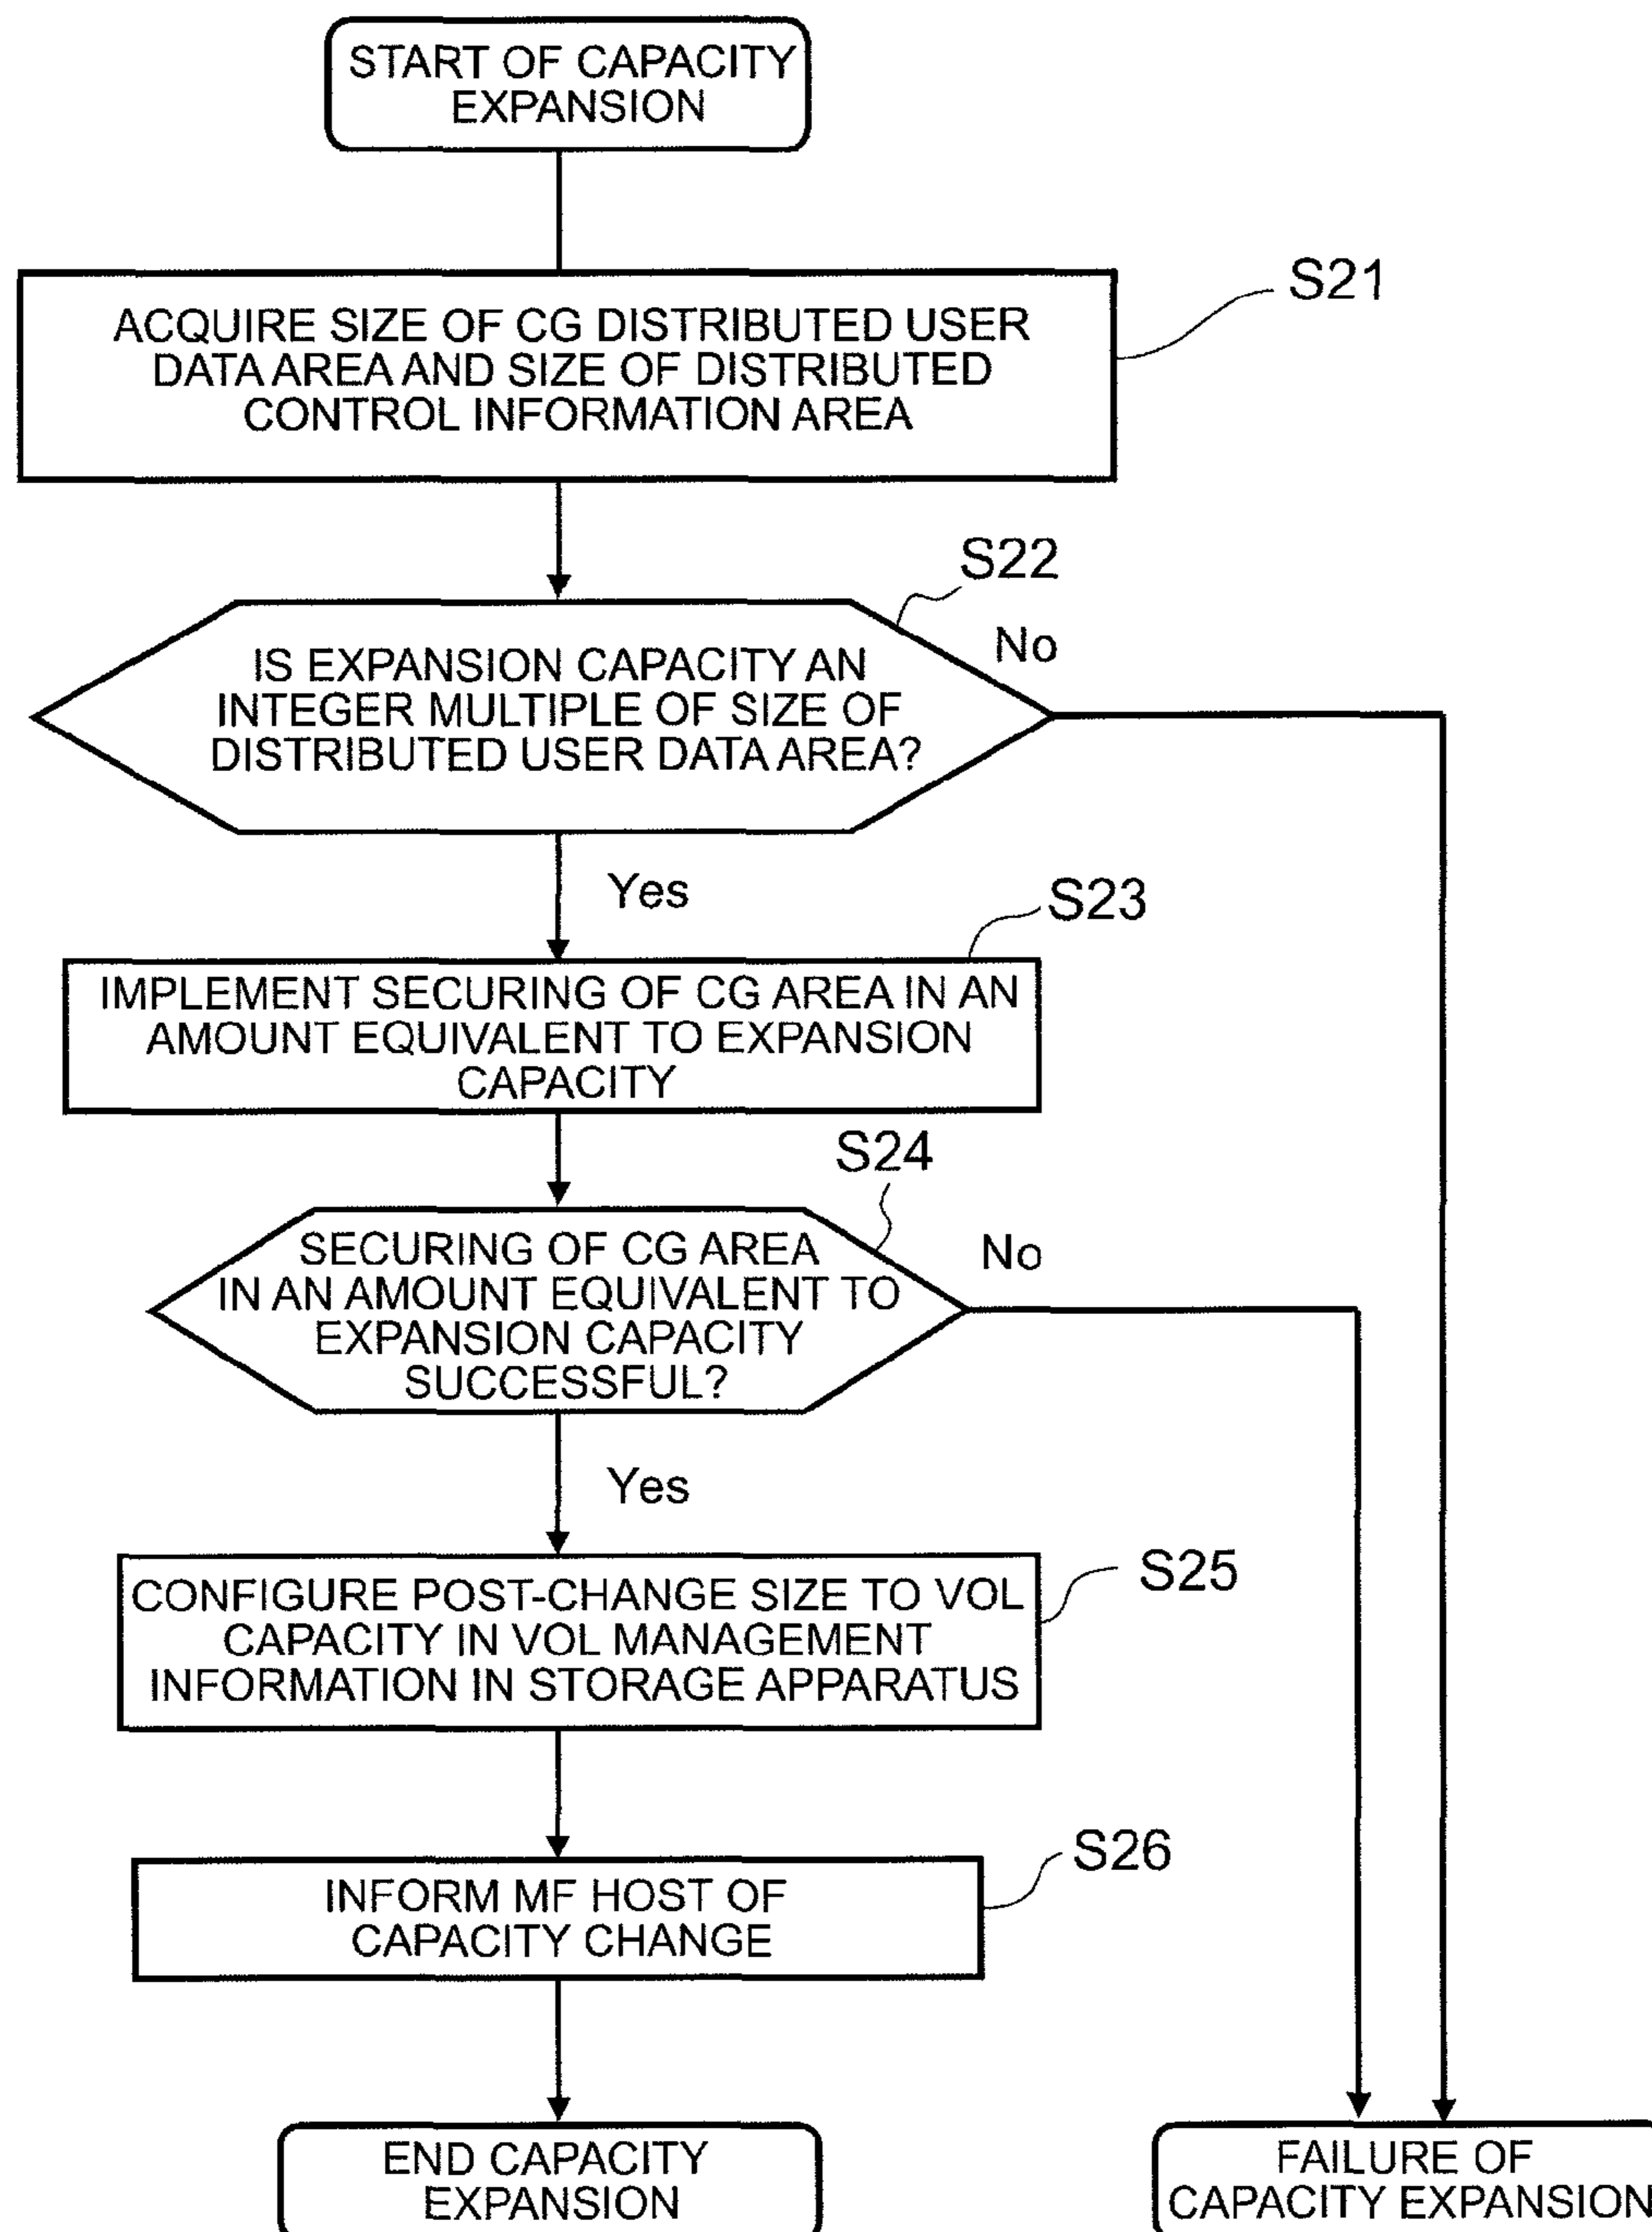 START OF CAPACITY
EXPANSION
S21
ACQUIRE SIZE OF CG DISTRIBUTED USER
DATA AREA AND SIZE OF DISTRIBUTED
CONTROL INFORMATION AREA
S22
No
IS EXPANSION CAPACITY AN
INTEGER MULTIPLE OF SIZE OF
DISTRIBUTED USER DATA AREA?
Yes
S23
IMPLEMENT SECURING OF CG AREA IN AN
AMOUNT EQUIVALENT TO EXPANSION
CAPACITY
S24
No
SECURING OF CG AREA
IN AN AMOUNT EQUIVALENT TO
EXPANSION CAPACITY
SUCCESSFUL?
Yes
S25
CONFIGURE POST-CHANGE SIZE TO VOL
CAPACITY IN VOL MANAGEMENT
INFORMATION IN STORAGE APPARATUS
S26
INFORM MF HOST OF
CAPACITY CHANGE
END CAPACITY
EXPANSION
FAILURE OF
CAPACITY EXPANSION